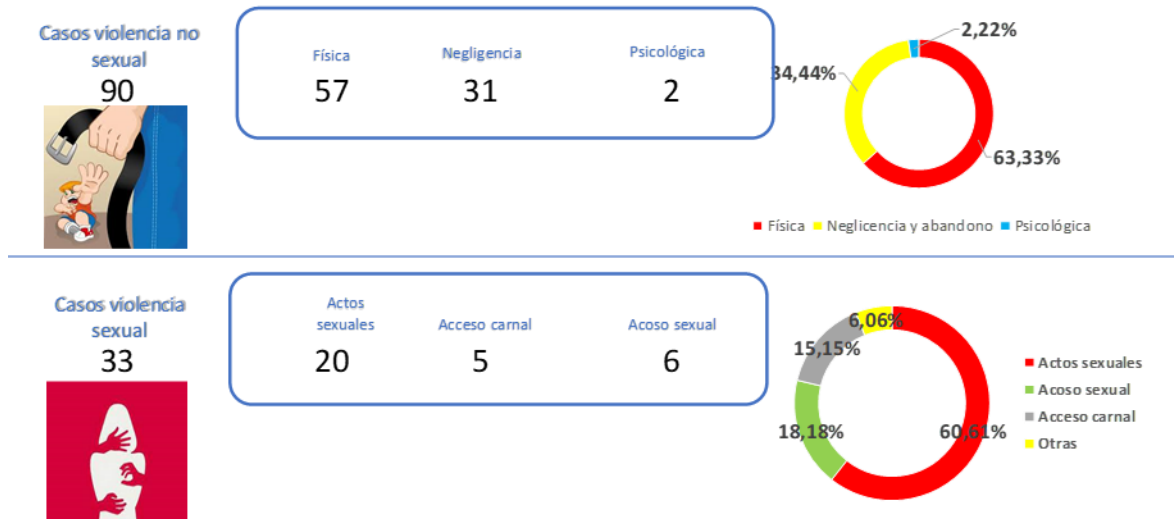 Casos violencia no
sexual
90
Física
57
Negligencia
31
Psicológica
2
2,22%
34,44%
63,33%
Física
Neglicencia y abandono
Psicológica
Casos violencia
sexual
33
Actos
sexuales
20
Acceso carnal
5
Acoso sexual
6
6,06%
15,15%
18,18%
60,61%
Actos sexuales
Acoso sexual
Acceso carnal
Otras